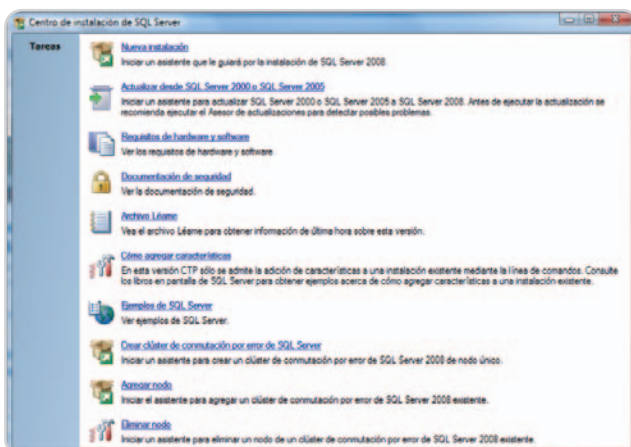 Centro de instalación de SQL Server
Tareas
Nueva instalación
Iniciar un asistente que le guiará por la instalación de SQL Server 2008.
Actualizar desde SQL Server 2000 o SQL Server 2005
Iniciar un asistente para actualizar SQL Server 2000 o SQL Server 2005 a SQL Server 2008. Antes de ejecutar la actualización se
recomienda ejecutar el Asesor de actualizaciones para detectar posibles problemas.
Requisitos de hardware y software
Ver los requisitos de hardware y software
Documentación de seguridad
Ver la documentación de seguridad.
Archivo Léame
Vea el archivo Léame para obtener información de última hora sobre esta versión.
Cómo agregar características
En esta versión CTP sólo se admite la adición de características a una instalación existente mediante la línea de comandos. Consulte
los libros en pantalla de SQL Server para obtener ejemplos acerca de cómo agregar características a una instalación existente.
Ejemplos de SQL Server
Ver ejemplos de SQL Server.
Crear clúster de conmutación por error de SQL Server
Iniciar un asistente para crear un clúster de conmutación por error de SQL Server 2008 de nodo único.
Agregar nodo
Iniciar el asistente para agregar un clúster de conmutación por error de SQL Server 2008 existente.
Eliminar nodo
Iniciar un asistente para eliminar un nodo de un clúster de conmutación por error de SQL Server 2008 existente.